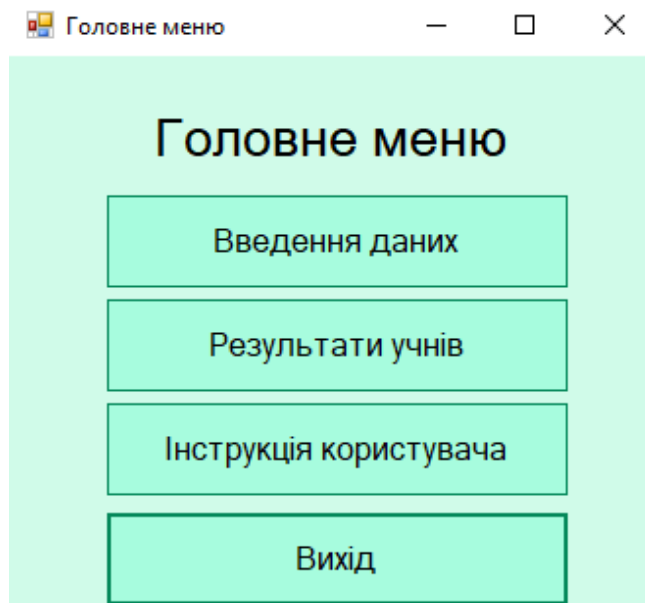 Головне меню
Головне меню
Введення даних
Результати учнів
Інструкція користувача
Вихід